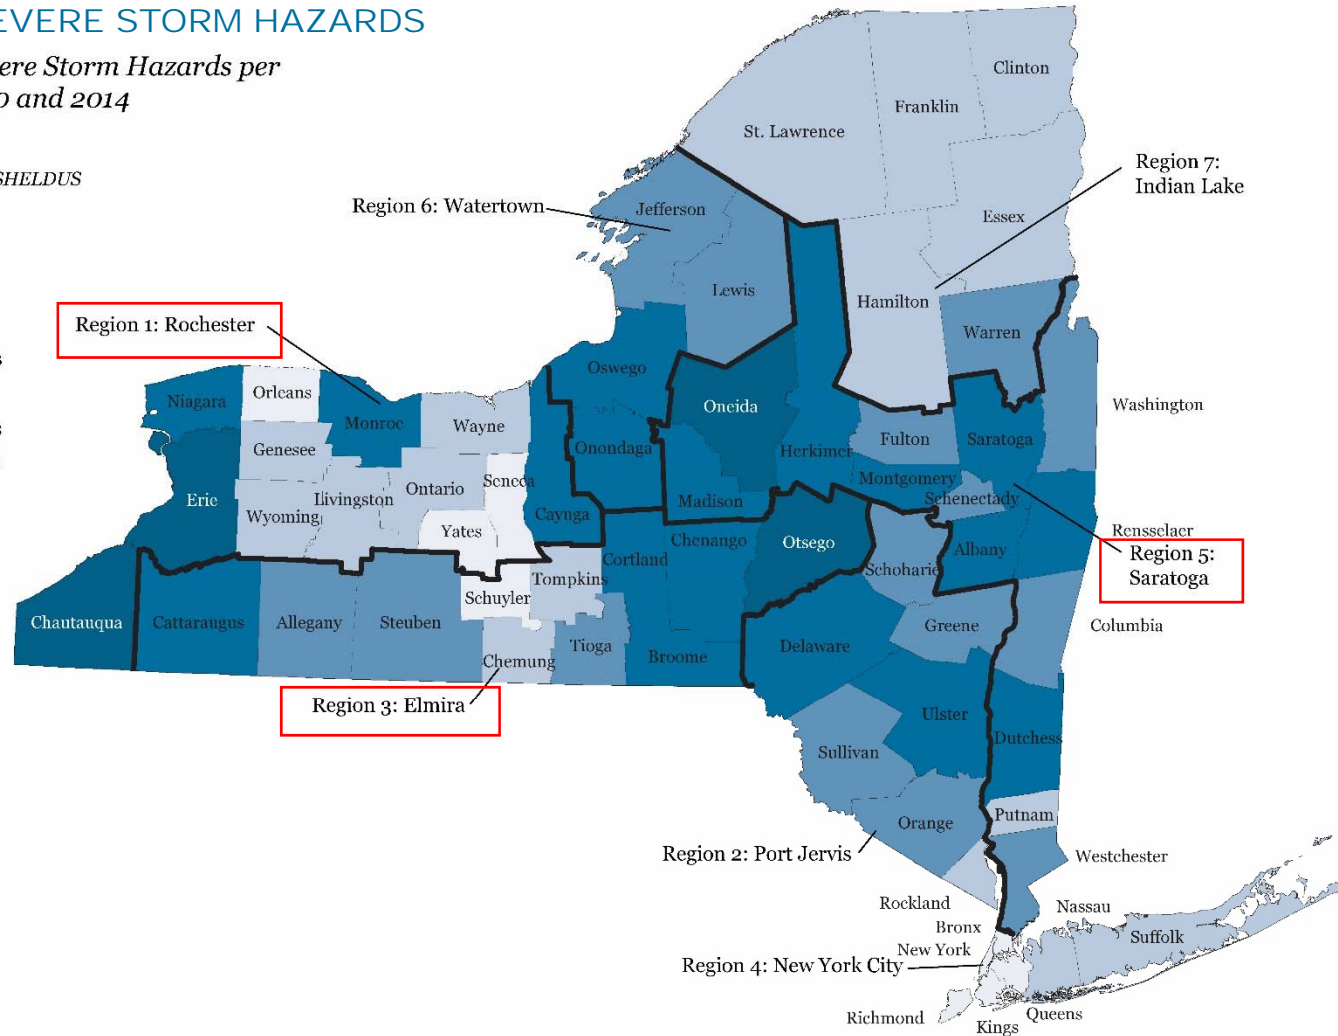 EVERE STORM HAZARDS
ere Storm Hazards per
0 and 2014
SHELDUS
Clinton
Franklin
St. Lawrence
Region 7:
Indian Lake
Region 6: Watertown
Jefferson
Essex
Lewis
Hamilton
Region 1: Rochester
Warren
s
Oswego
Orleans
Niagara
Oneida
Washington
Monroe
Wayne
s
Fulton
Saratoga
Genesee
Onondaga
Herkimer
Montgomery
Seneca
Ontario
Livingston
Erie
Madison
Schenectady
Wyoming
Cayuga
Yates
Rensselaer
Chenango
Otsego
Albany
Region 5:
Saratoga
Cortland
Schoharie
Tompkins
Schuyler
Chautauqua
Cattaraugus
Allegany
Steuben
Greene
Columbia
Tioga
Delaware
Broome
Chemung
Region 3: Elmira
Ulster
Dutchess
Sullivan
Putnam
Orange
Region 2: Port Jervis
Westchester
Rockland
Nassau
Bronx
New York
Suffolk
Region 4: New York City
Queens
Richmond
Kings